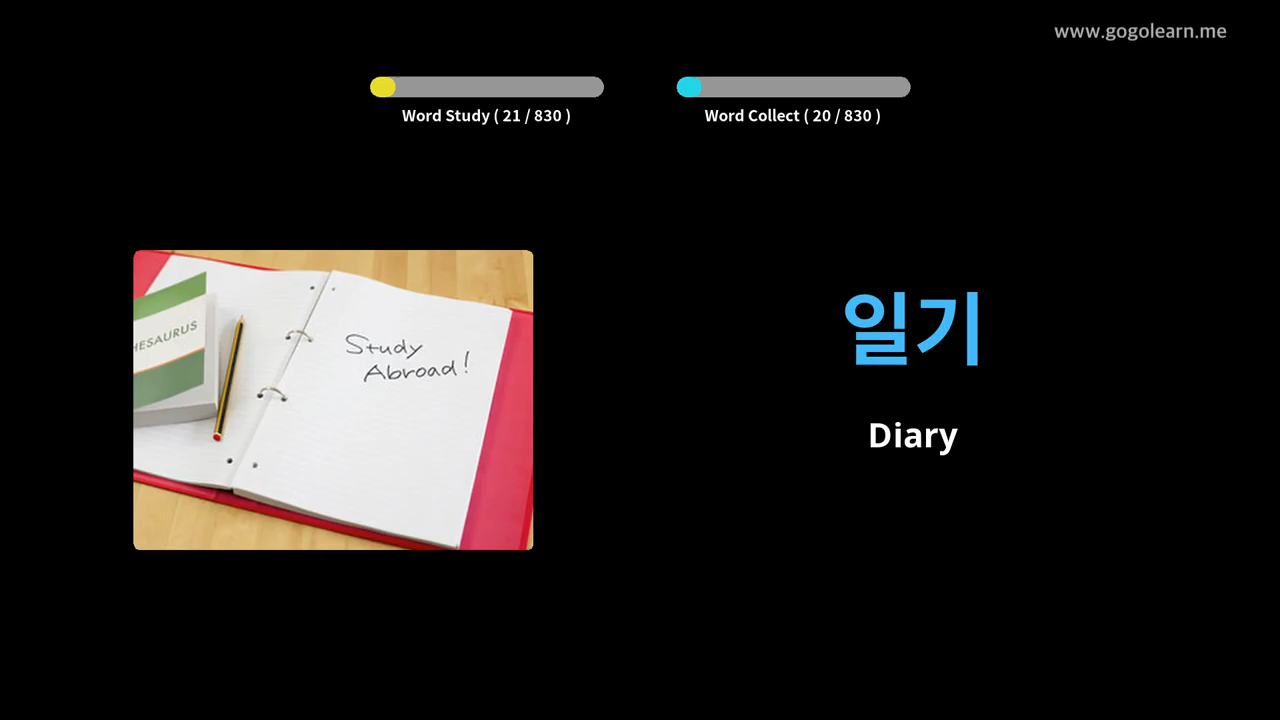 www.gogolearn.me
Word Study ( 21 / 830 )
Word Collect ( 20 / 830 )
HESAURUS
Study
Abroad!
일기
Diary